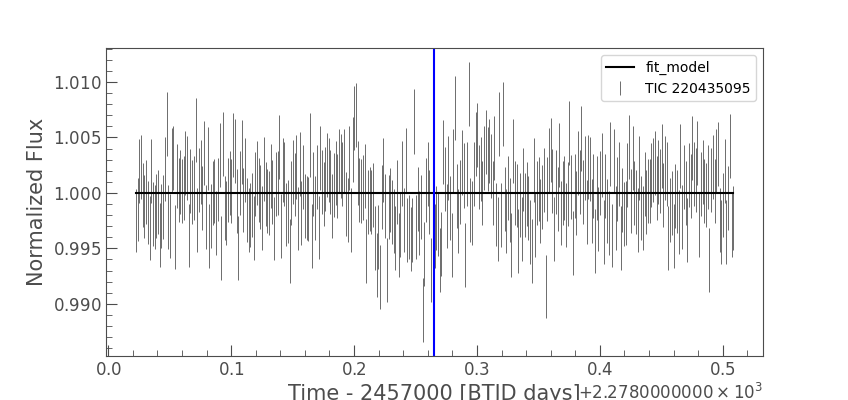 fit_model
TIC 220435095
Normalized Flux
1.010
1.005
1.000
0.995
0.990
0.0 0.1 0.2 0.3 0.4 0.5
Time - 2457000 [BTJD days]
+2.2780000000 × 10³